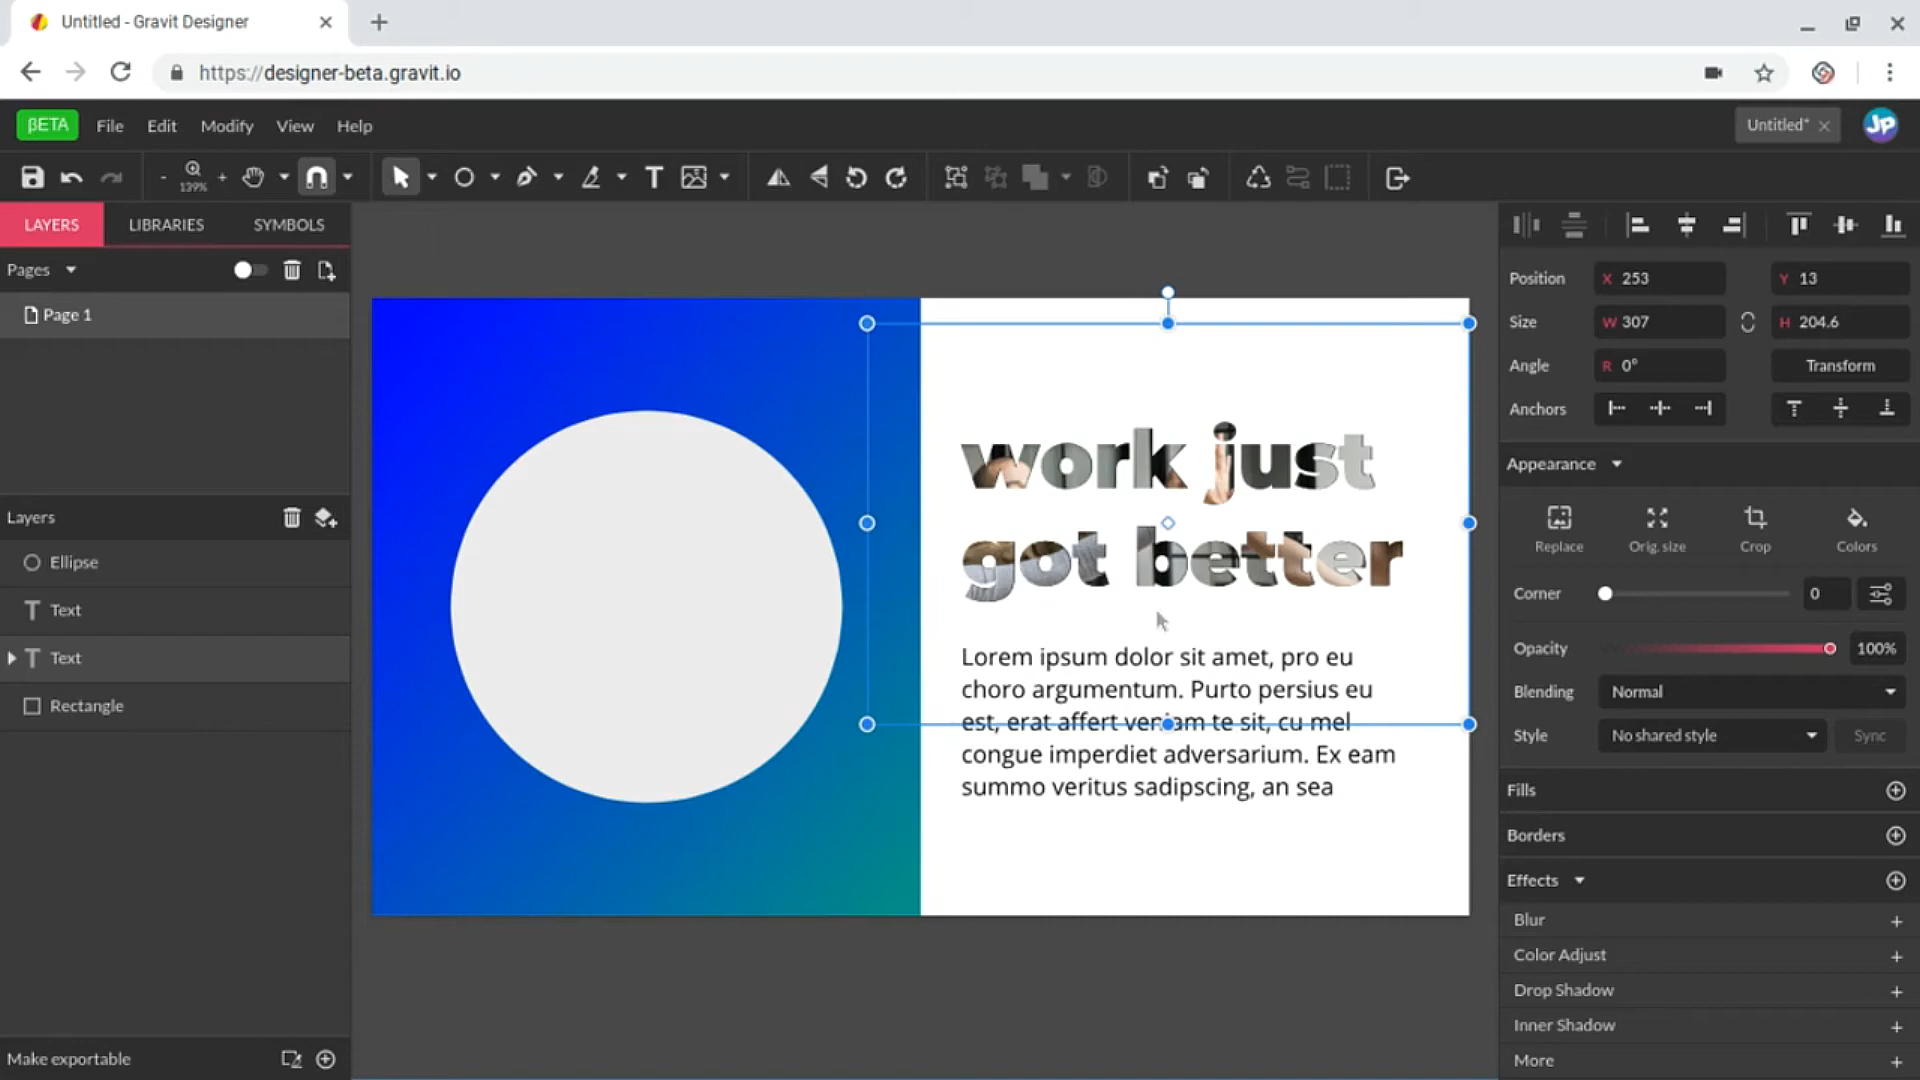 Untitled - Gravit Designer
https://designer-beta.gravit.io
βETA File Edit Modify View Help
Untitled*
JP
- 139% +
T
LAYERS LIBRARIES SYMBOLS
Pages
Page 1
Layers
Ellipse
T Text
T Text
Rectangle
Make exportable
work just
got better
Lorem ipsum dolor sit amet, pro eu
choro argumentum. Purto persius eu
est, erat affert veniam te sit, cu mel
congue imperdiet adversarium. Ex eam
summo veritus sadipscing, an sea
Position X 253 Y 13
Size W 307 H 204.6
Angle R 0° Transform
Anchors
Appearance
Replace Orig. size Crop Colors
Corner 0
Opacity 100%
Blending Normal
Style No shared style Sync
Fills
Borders
Effects
Blur
Color Adjust
Drop Shadow
Inner Shadow
More